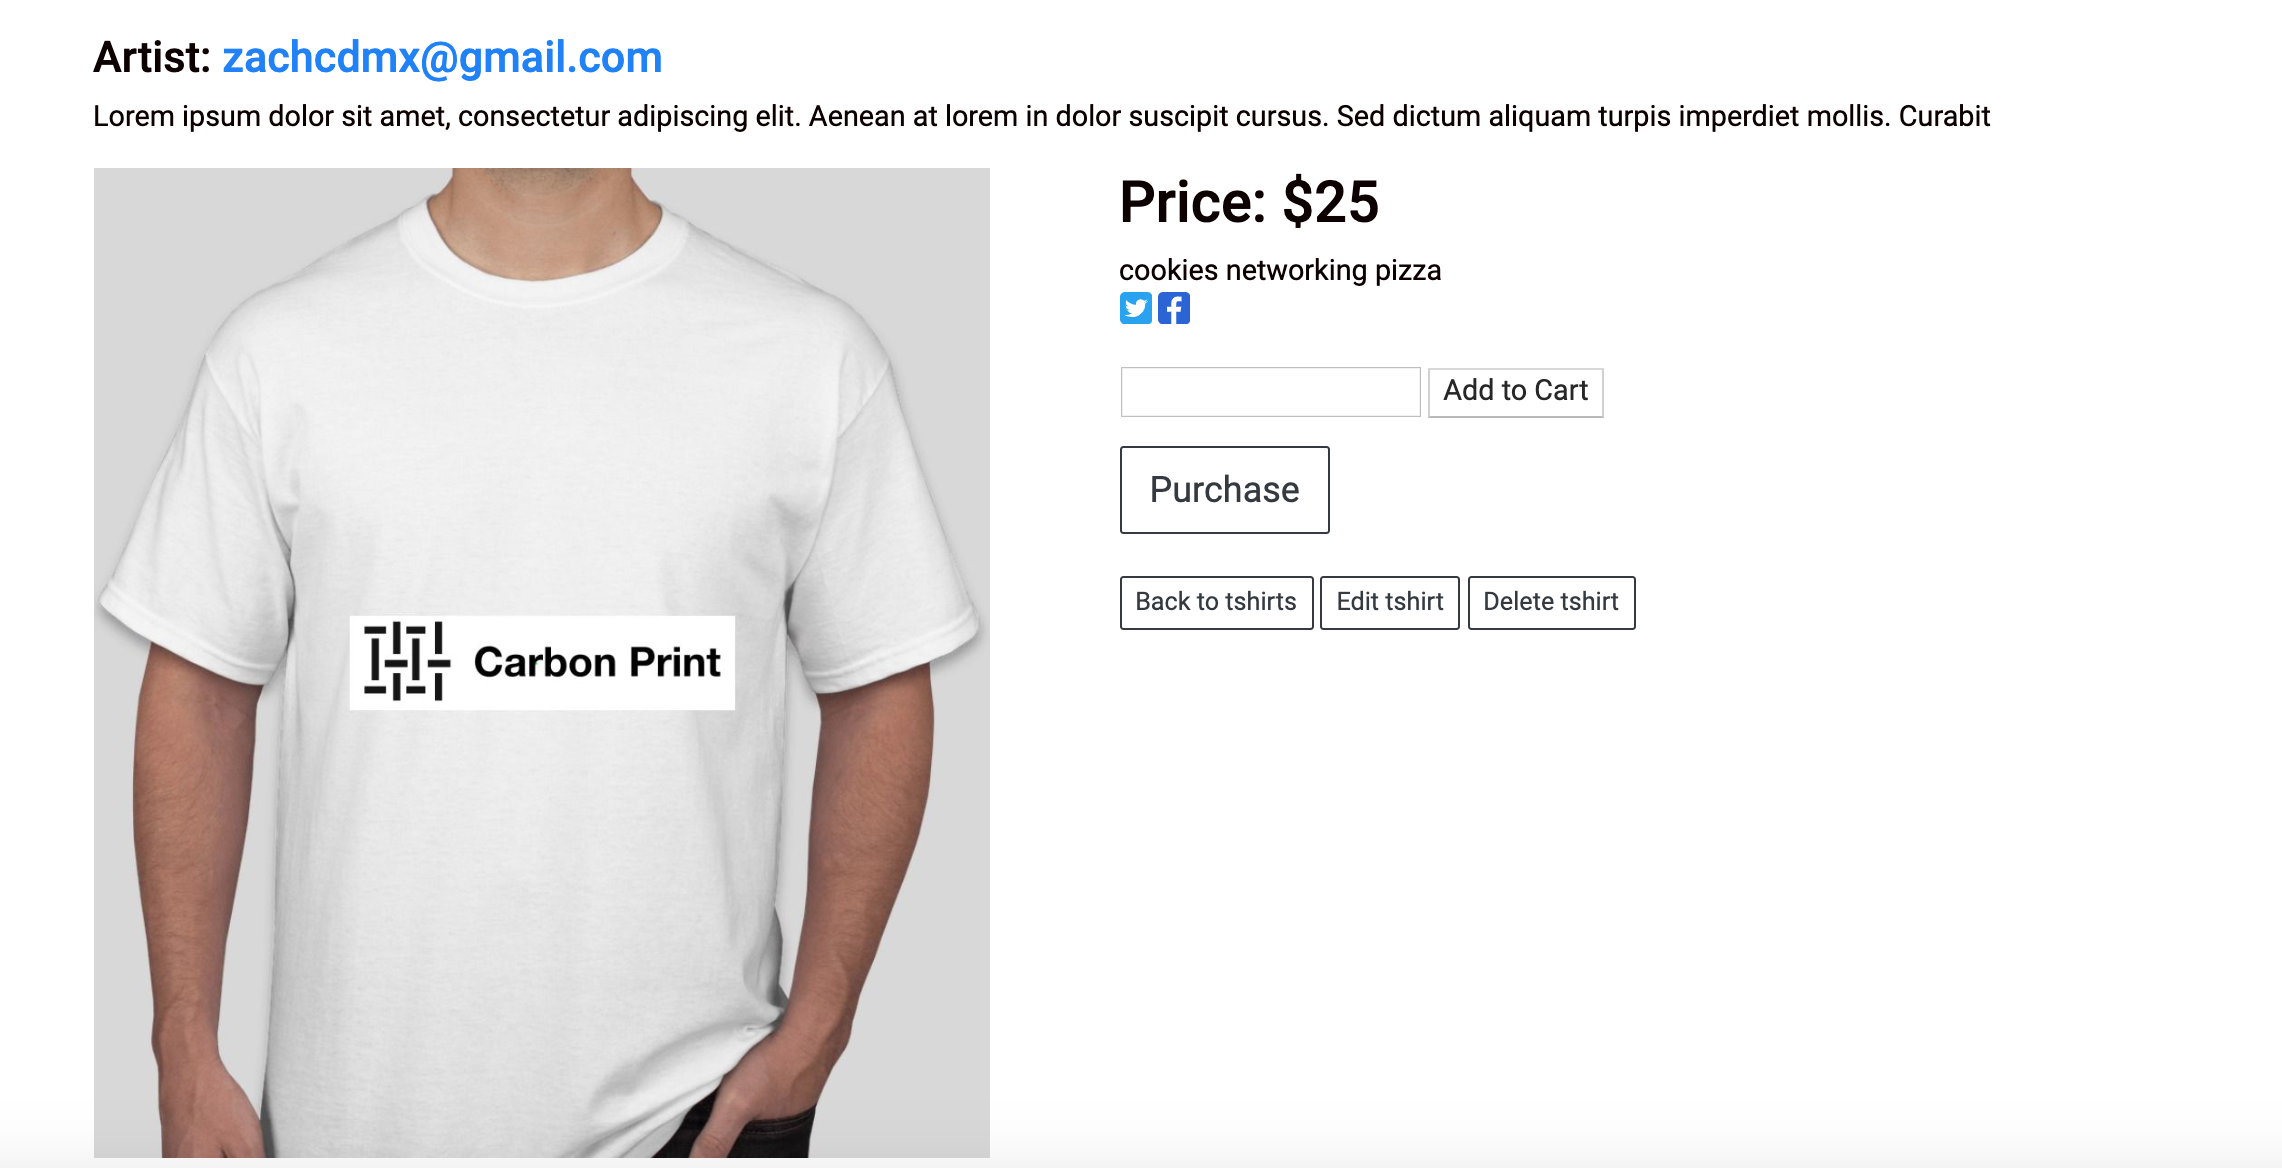 Artist: zachcdmx@gmail.com
Lorem ipsum dolor sit amet, consectetur adipiscing elit. Aenean at lorem in dolor suscipit cursus. Sed dictum aliquam turpis imperdiet mollis. Curabit
Carbon Print
Price: $25
cookies networking pizza
Add to Cart
Purchase
Back to tshirts
Edit tshirt
Delete tshirt